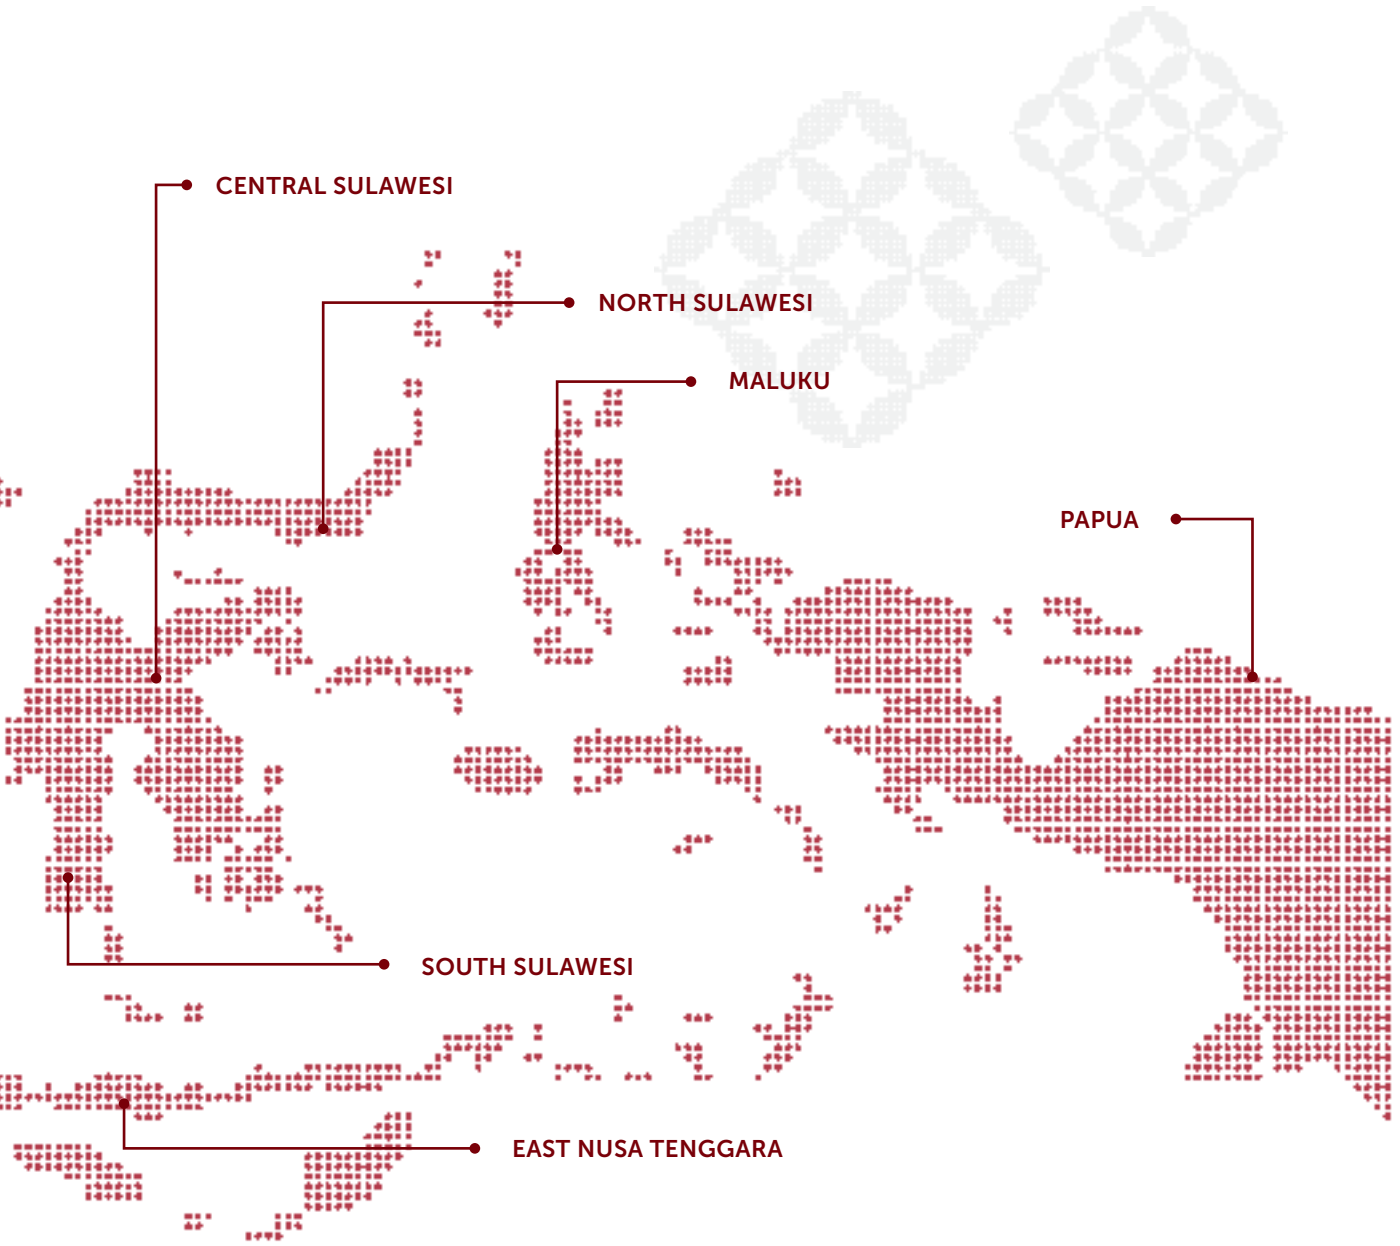 CENTRAL SULAWESI
NORTH SULAWESI
MALUKU
PAPUA
SOUTH SULAWESI
EAST NUSA TENGGARA